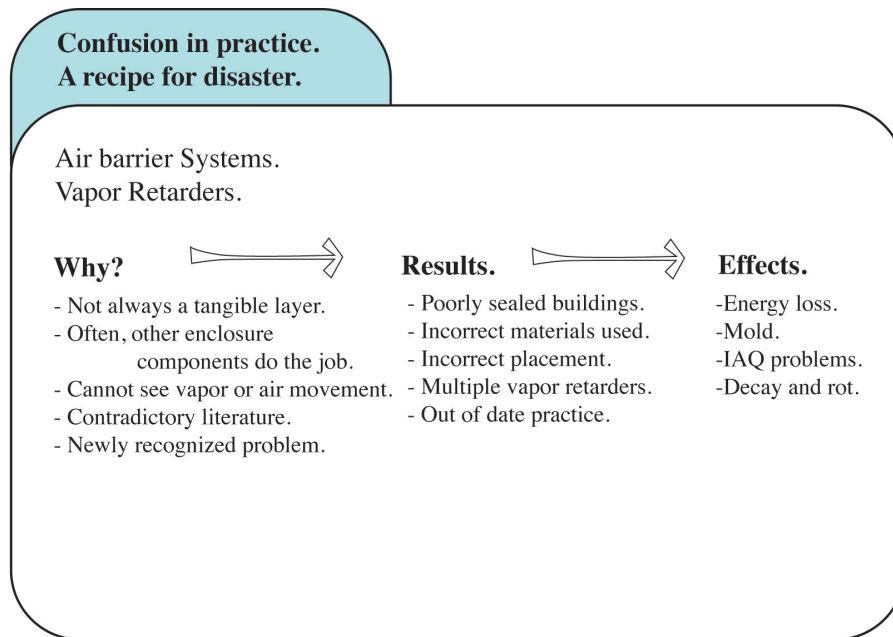 Confusion in practice.
A recipe for disaster.
Air barrier Systems.
Vapor Retarders.
Why?
- Not always a tangible layer.
- Often, other enclosure
components do the job.
- Cannot see vapor or air movement.
- Contradictory literature.
- Newly recognized problem.
Results.
- Poorly sealed buildings.
- Incorrect materials used.
- Incorrect placement.
- Multiple vapor retarders.
- Out of date practice.
Effects.
-Energy loss.
-Mold.
-IAQ problems.
-Decay and rot.